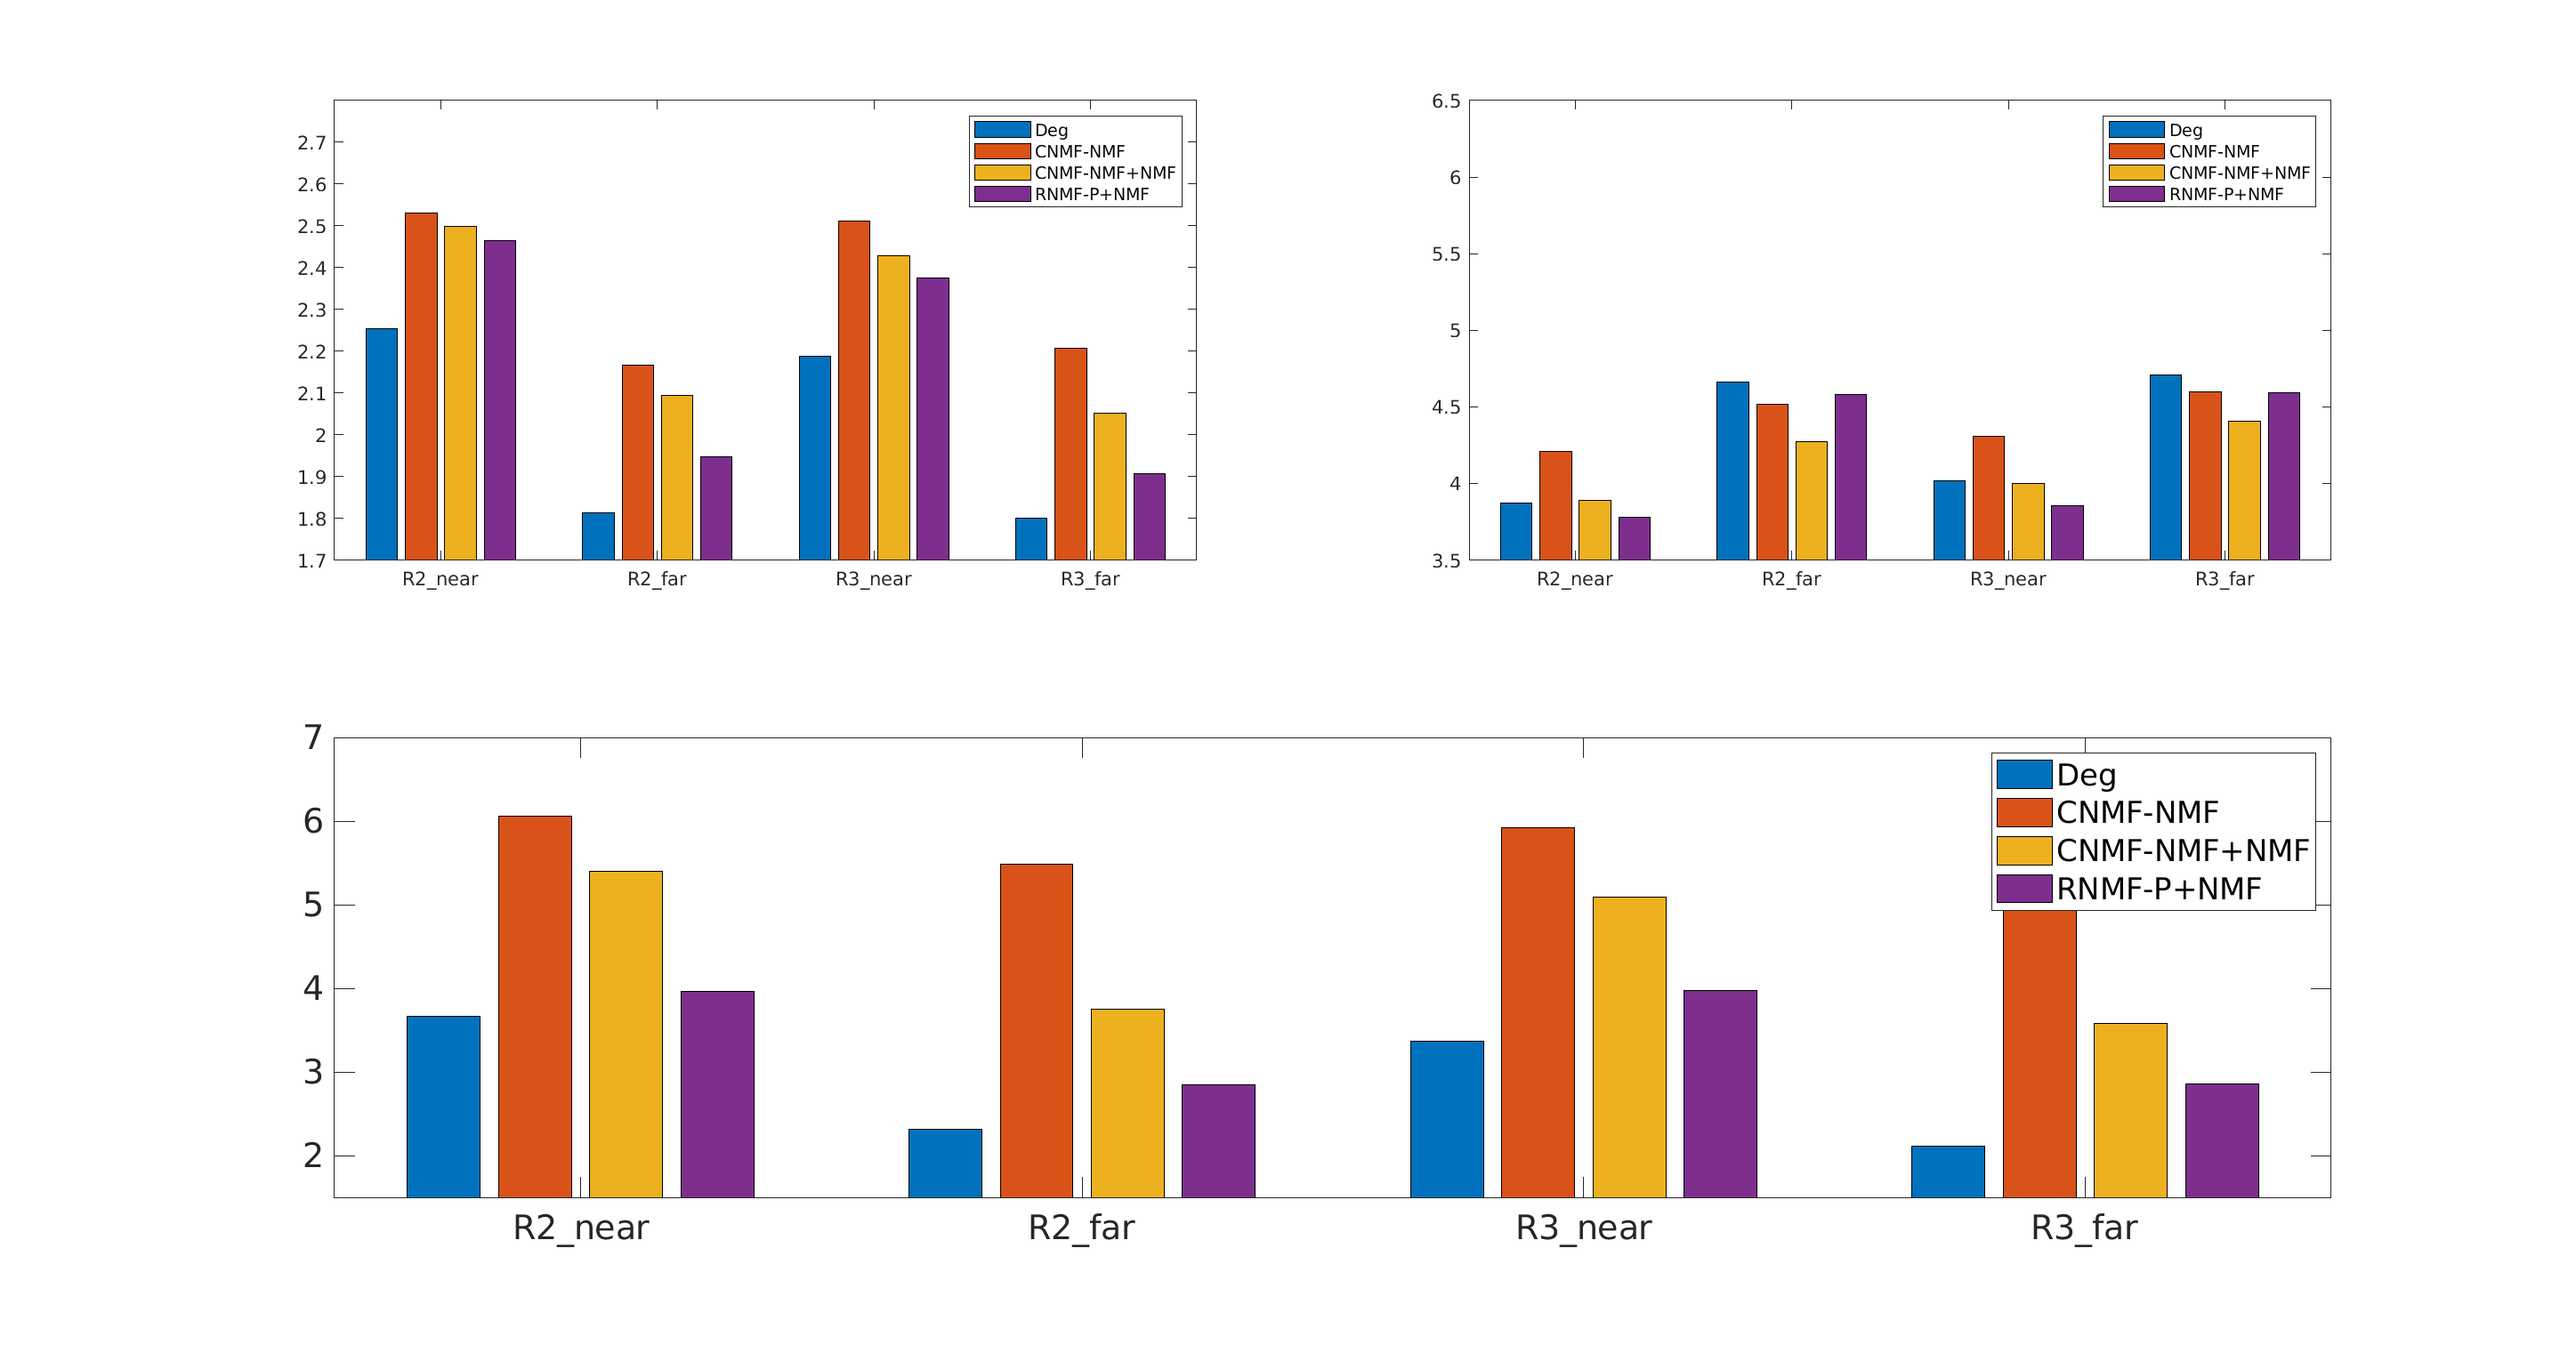 2.7
2.6
2.5
2.4
2.3
2.2
2.1
2
1.9
1.8
1.7
R2_near R2_far R3_near R3_far
Deg
CNMF-NMF
CNMF-NMF+NMF
RNMF-P+NMF
6.5
6
5.5
5
4.5
4
3.5
R2_near R2_far R3_near R3_far
Deg
CNMF-NMF
CNMF-NMF+NMF
RNMF-P+NMF
7
6
5
4
3
2
R2_near R2_far R3_near R3_far
Deg
CNMF-NMF
CNMF-NMF+NMF
RNMF-P+NMF